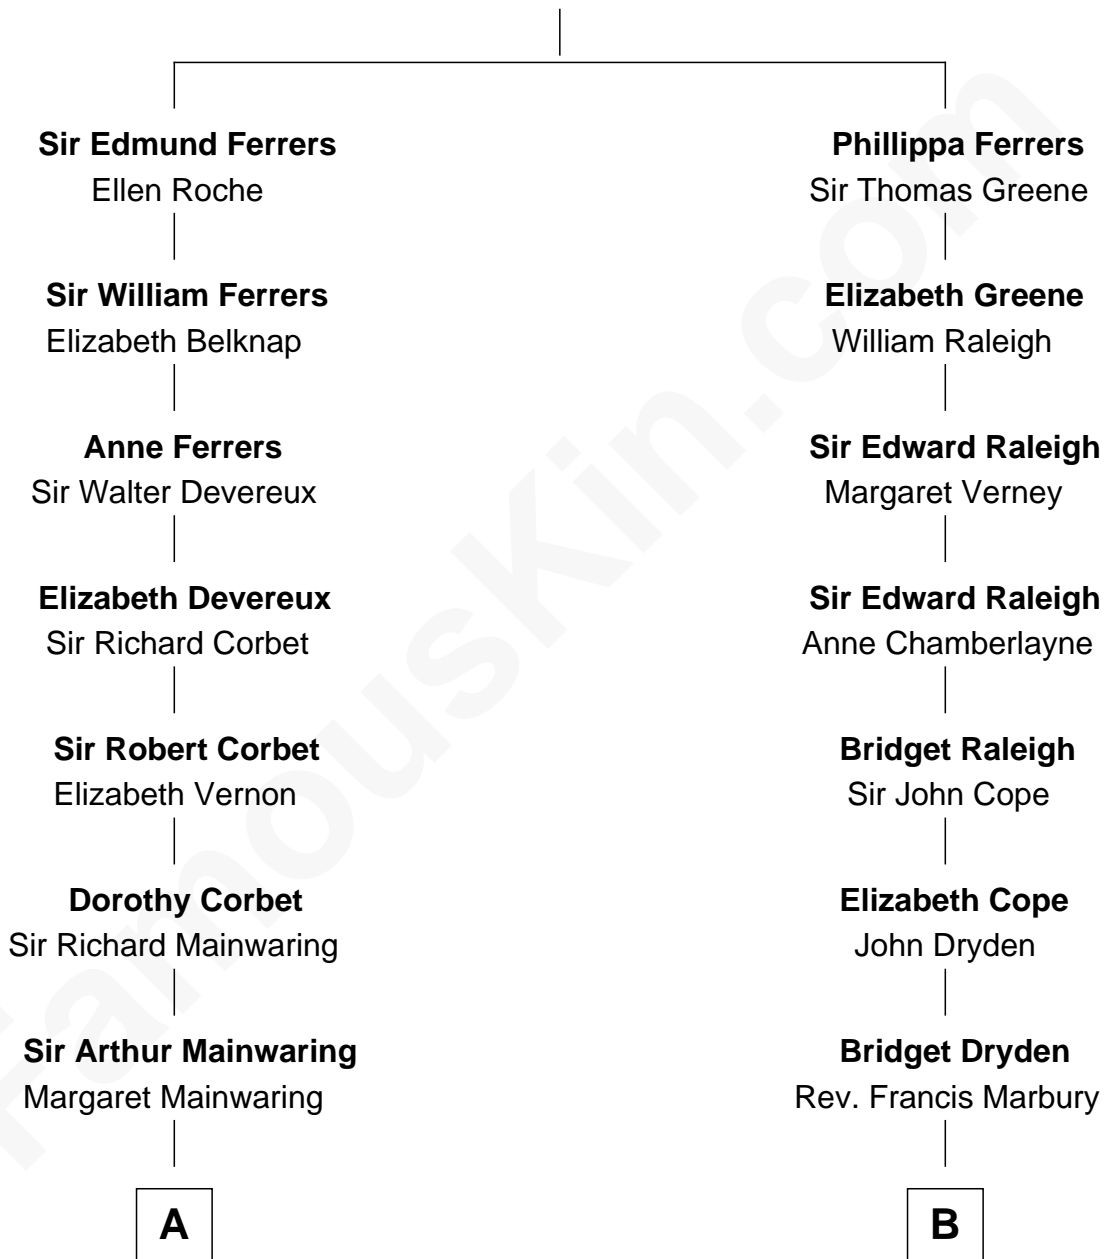 Sir Edmund Ferrers
Ellen Roche
Sir William Ferrers
Elizabeth Belknap
Anne Ferrers
Sir Walter Devereux
Elizabeth Devereux
Sir Richard Corbet
Sir Robert Corbet
Elizabeth Vernon
Dorothy Corbet
Sir Richard Mainwaring
Sir Arthur Mainwaring
Margaret Mainwaring
A
Phillippa Ferrers
Sir Thomas Greene
Elizabeth Greene
William Raleigh
Sir Edward Raleigh
Margaret Verney
Sir Edward Raleigh
Anne Chamberlayne
Bridget Raleigh
Sir John Cope
Elizabeth Cope
John Dryden
Bridget Dryden
Rev. Francis Marbury
B
FamousKin.com